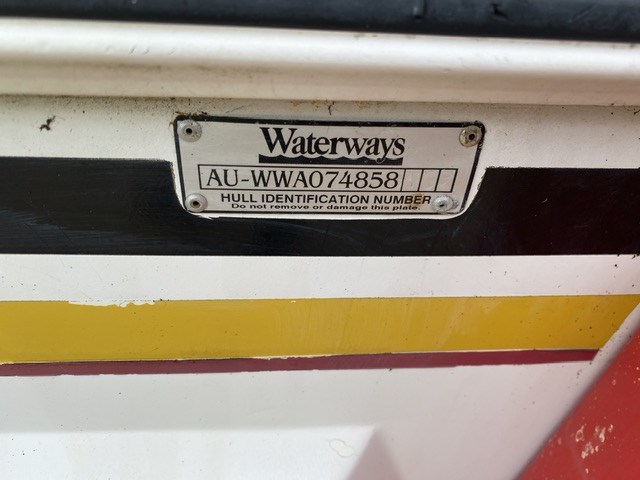 Waterways
AU-WWA074858
HULL IDENTIFICATION NUMBER
Do not remove or damage this plate.